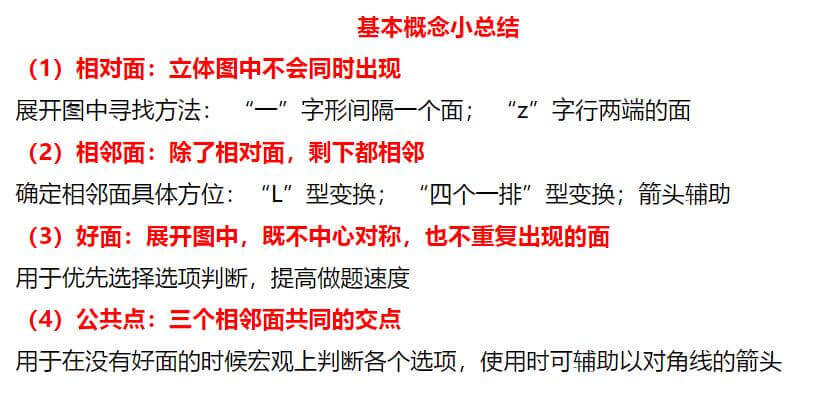 基本概念小总结
（1）相对面：立体图中不会同时出现
展开图中寻找方法： “一”字形间隔一个面； “z”字行两端的面
（2）相邻面：除了相对面，剩下都相邻
确定相邻面具体方位：“L”型变换； “四个一排”型变换；箭头辅助
（3）好面：展开图中，既不中心对称，也不重复出现的面
用于优先选择选项判断，提高做题速度
（4）公共点：三个相邻面共同的交点
用于在没有好面的时候宏观上判断各个选项，使用时可辅助以对角线的箭头